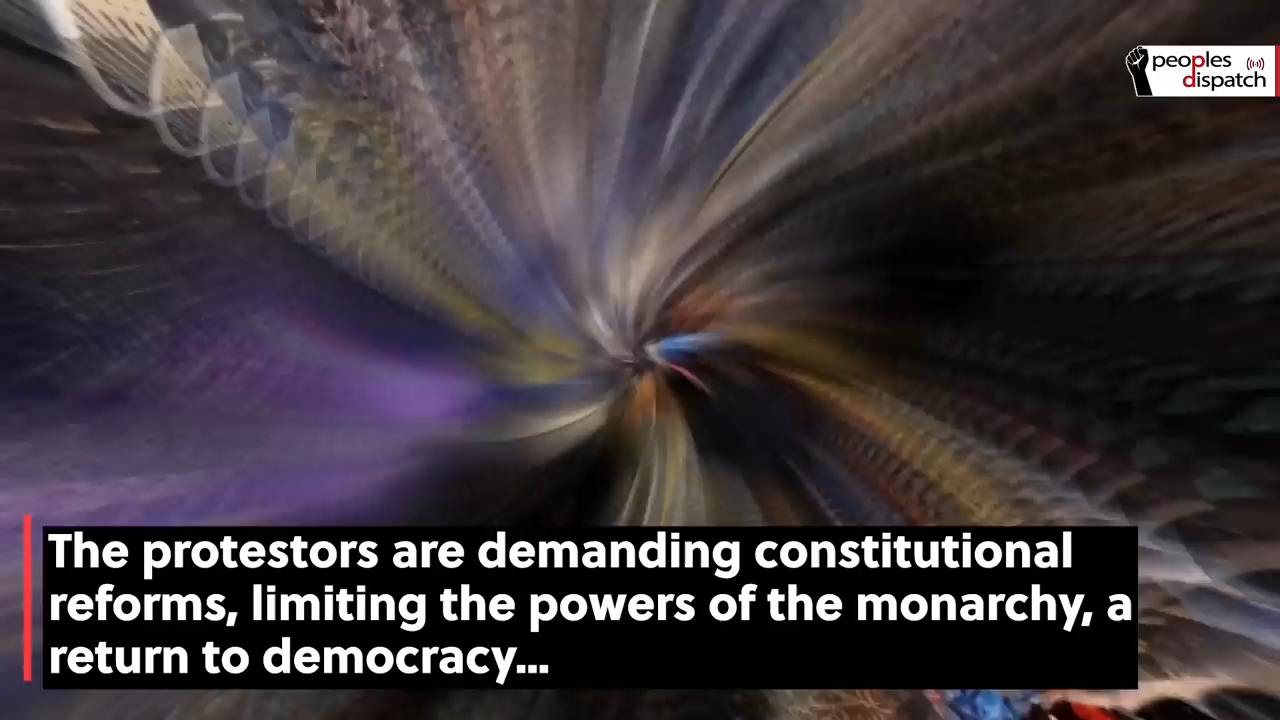 peoples
dispatch
The protestors are demanding constitutional
reforms, limiting the powers of the monarchy, a
return to democracy...